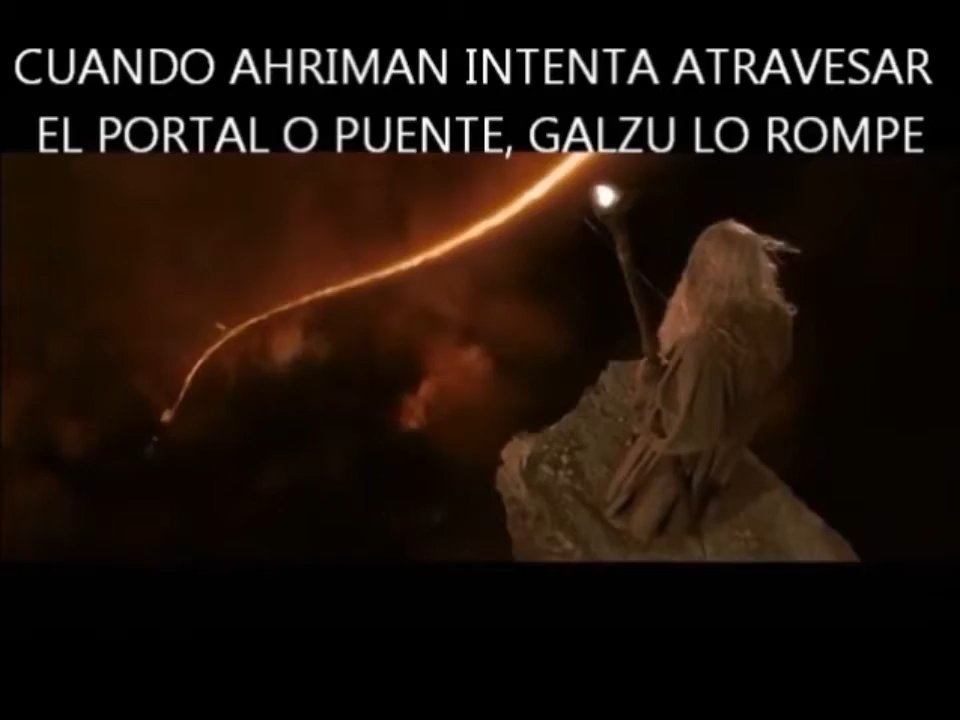 CUANDO AHRIMAN INTENTA ATRAVESAR
EL PORTAL O PUENTE, GALZU LO ROMPE